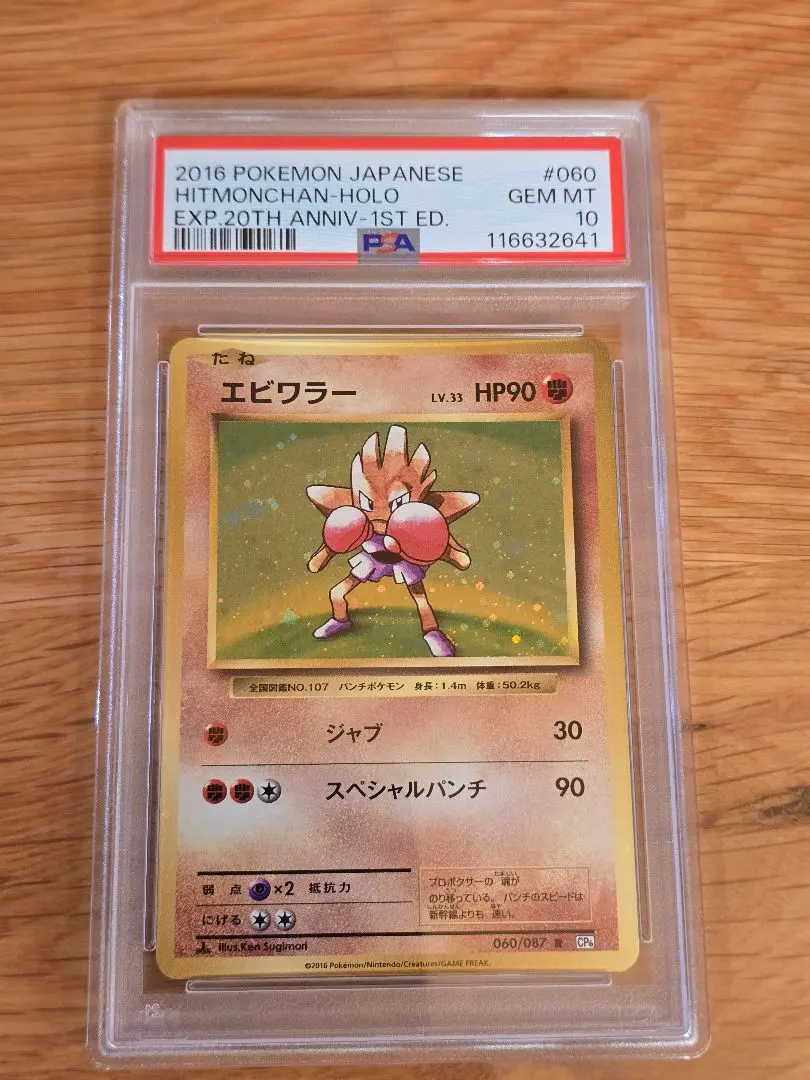 2016 POKEMON JAPANESE #060
HITMONCHAN-HOLO GEM MT
EXP.20TH ANNIV-1ST ED. 10
PSA 116632641
たね
エビワラー LV.33 HP90
全国図鑑NO.107 パンチポケモン 身長:1.4m 体重:50.2kg
ジャブ 30
スペシャルパンチ 90
弱点 ×2 抵抗力
にげる
プロボクサーの 魂が
のり移っている。パンチのスピードは
新幹線よりも 速い。
Illus.Ken Sugimori 060/087 R CP6
©2016 Pokémon/Nintendo/Creatures/GAME FREAK.